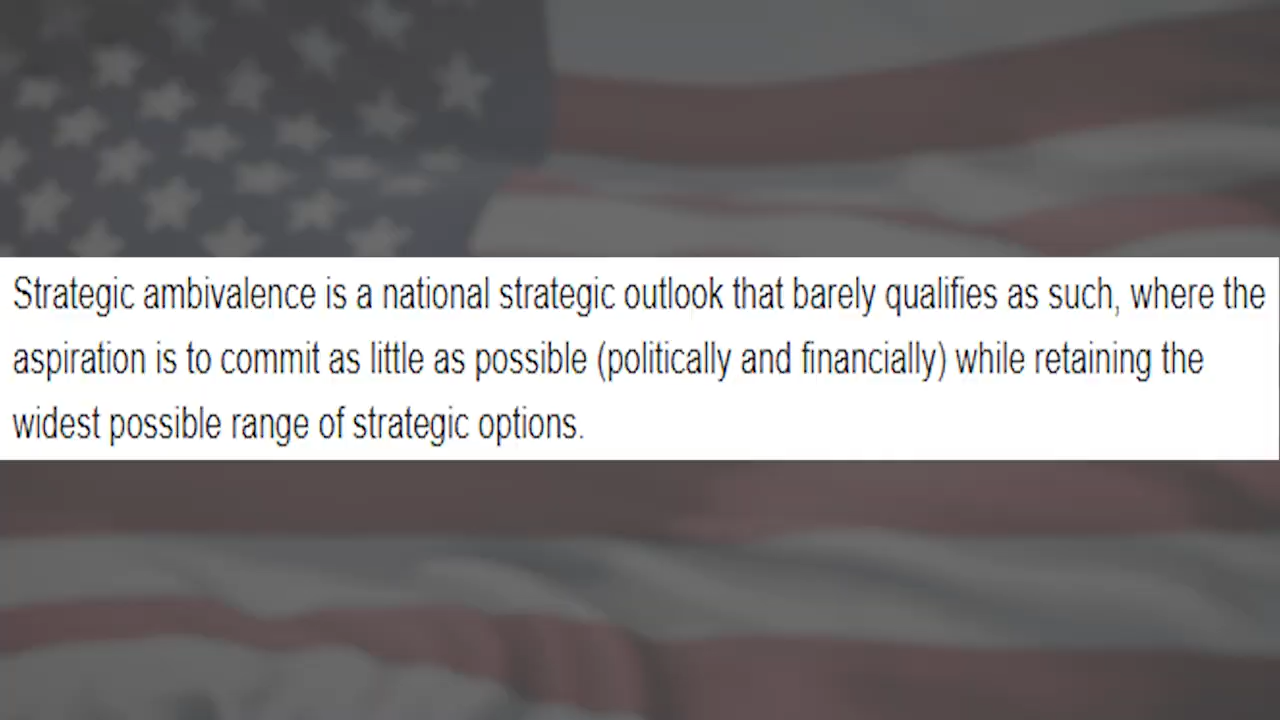 Strategic ambivalence is a national strategic outlook that barely qualifies as such, where the
aspiration is to commit as little as possible (politically and financially) while retaining the
widest possible range of strategic options.